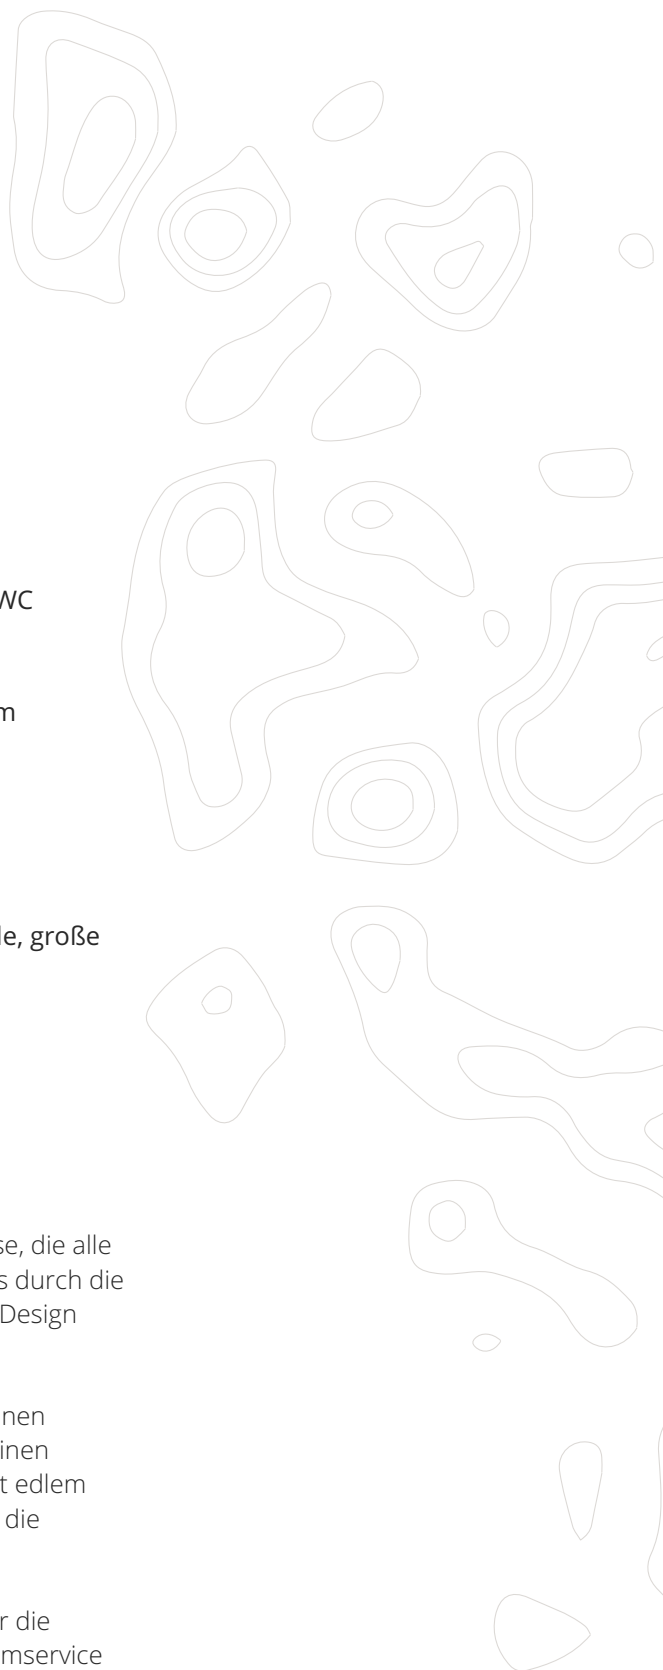 WC
m
le, große
se, die alle
s durch die
Design
nen
inen
t edlem
die
r die
mservice